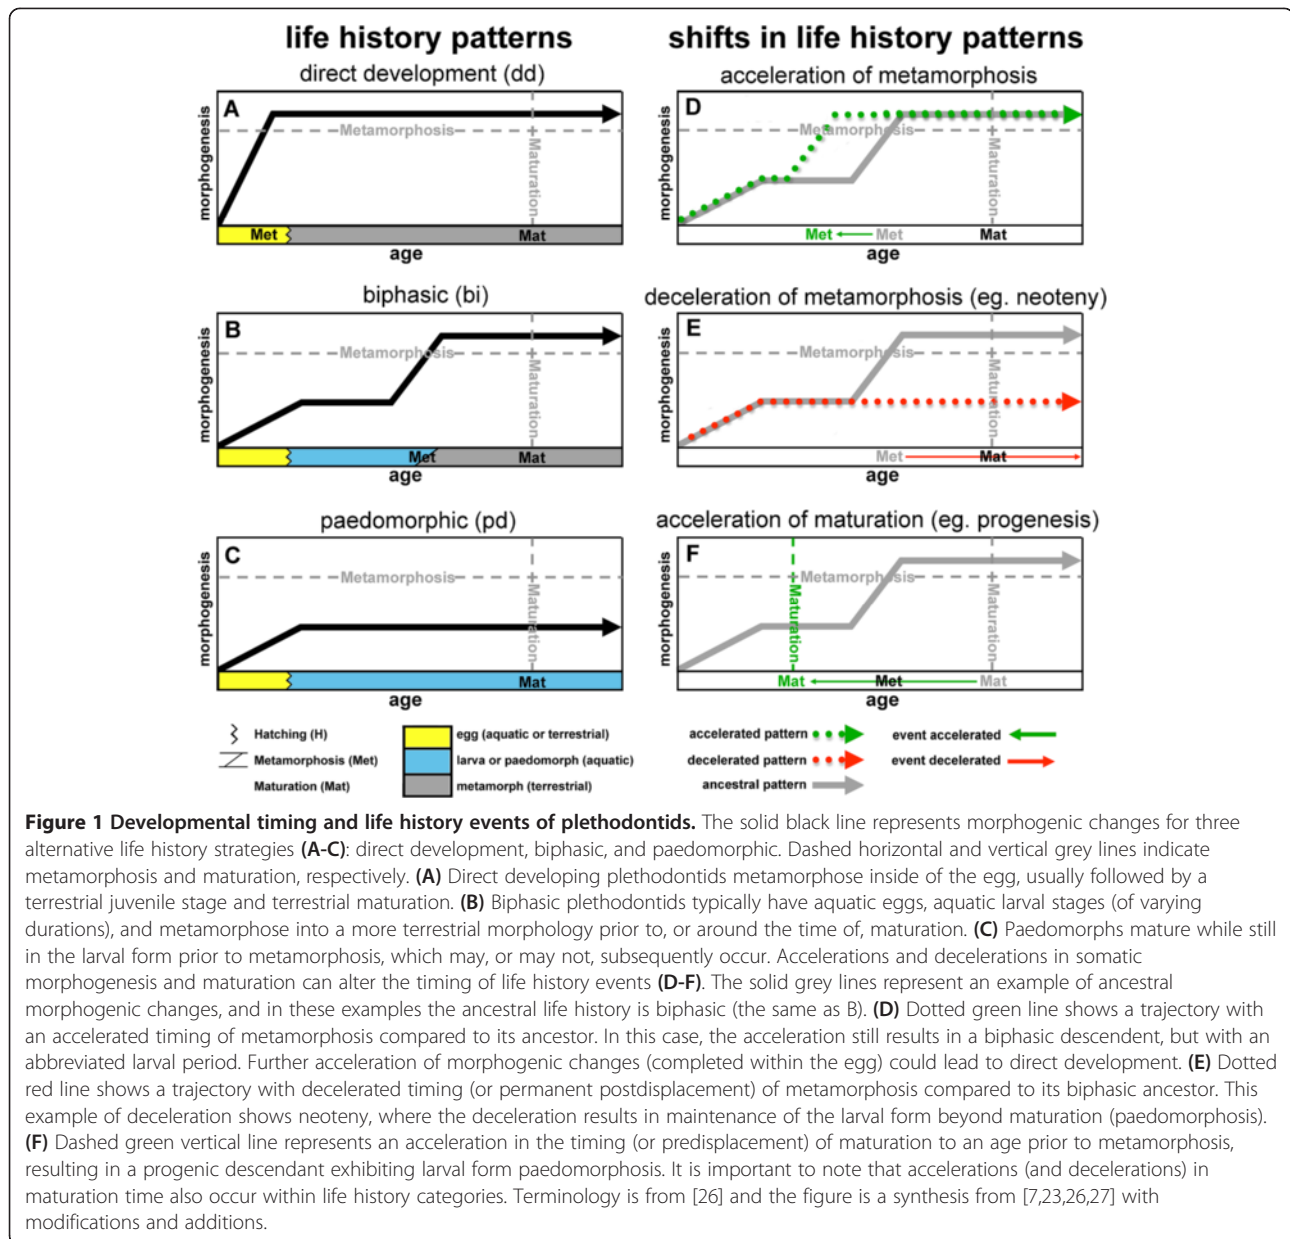 life history patterns
shifts in life history patterns
direct development (dd)
A
Metamorphosis
Maturation
morphogenesis
Met
Mat
age
acceleration of metamorphosis
D
Metamorphosis
Maturation
morphogenesis
Met
Met
Mat
age
biphasic (bi)
B
Metamorphosis
Maturation
morphogenesis
Met
Mat
age
deceleration of metamorphosis (eg. neoteny)
E
Metamorphosis
Maturation
morphogenesis
Met
Mat
age
paedomorphic (pd)
C
Metamorphosis
Maturation
morphogenesis
Mat
age
acceleration of maturation (eg. progenesis)
F
Metamorphosis
Maturation
Maturation
morphogenesis
Mat
Met
Mat
age
Hatching (H)
Metamorphosis (Met)
Maturation (Mat)
egg (aquatic or terrestrial)
larva or paedomorph (aquatic)
metamorph (terrestrial)
accelerated pattern
decelerated pattern
ancestral pattern
event accelerated
event decelerated
Figure 1 Developmental timing and life history events of plethodontids. The solid black line represents morphogenic changes for three
alternative life history strategies (A-C): direct development, biphasic, and paedomorphic. Dashed horizontal and vertical grey lines indicate
metamorphosis and maturation, respectively. (A) Direct developing plethodontids metamorphose inside of the egg, usually followed by a
terrestrial juvenile stage and terrestrial maturation. (B) Biphasic plethodontids typically have aquatic eggs, aquatic larval stages (of varying
durations), and metamorphose into a more terrestrial morphology prior to, or around the time of, maturation. (C) Paedomorphs mature while still
in the larval form prior to metamorphosis, which may, or may not, subsequently occur. Accelerations and decelerations in somatic
morphogenesis and maturation can alter the timing of life history events (D-F). The solid grey lines represent an example of ancestral
morphogenic changes, and in these examples the ancestral life history is biphasic (the same as B). (D) Dotted green line shows a trajectory with
an accelerated timing of metamorphosis compared to its ancestor. In this case, the acceleration still results in a biphasic descendent, but with an
abbreviated larval period. Further acceleration of morphogenic changes (completed within the egg) could lead to direct development. (E) Dotted
red line shows a trajectory with decelerated timing (or permanent postdisplacement) of metamorphosis compared to its biphasic ancestor. This
example of deceleration shows neoteny, where the deceleration results in maintenance of the larval form beyond maturation (paedomorphosis).
(F) Dashed green vertical line represents an acceleration in the timing (or predisplacement) of maturation to an age prior to metamorphosis,
resulting in a progenic descendant exhibiting larval form paedomorphosis. It is important to note that accelerations (and decelerations) in
maturation time also occur within life history categories. Terminology is from [26] and the figure is a synthesis from [7,23,26,27] with
modifications and additions.